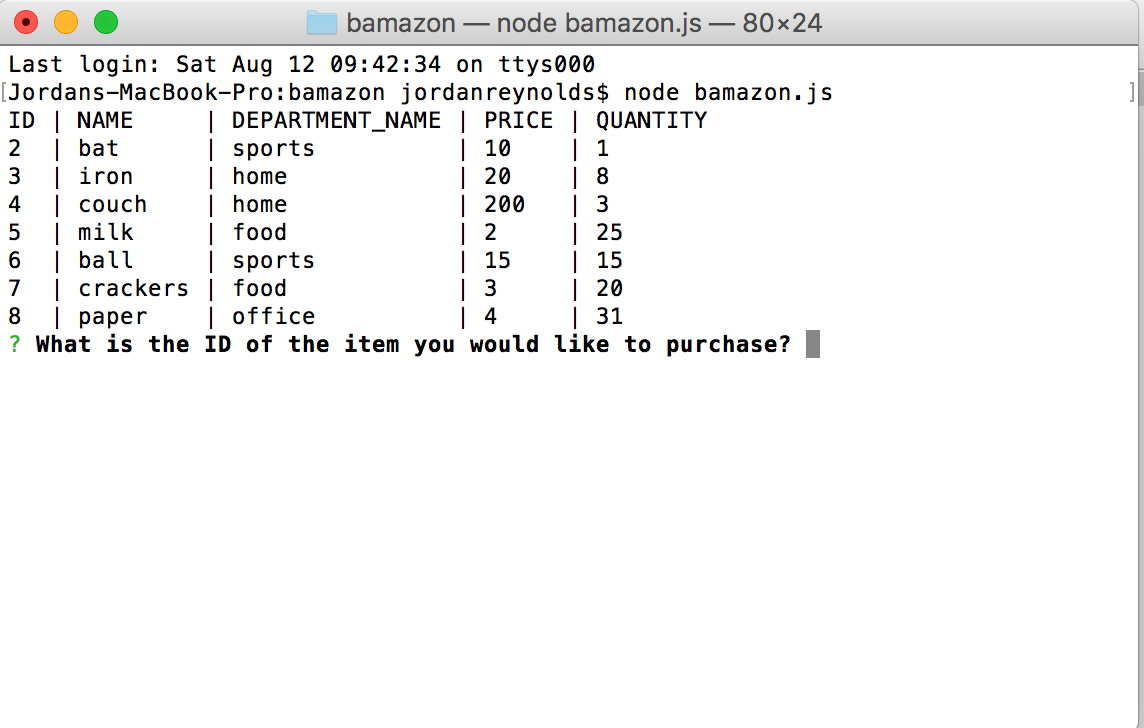 bamazon — node bamazon.js — 80×24
Last login: Sat Aug 12 09:42:34 on ttys000
[Jordans-MacBook-Pro:bamazon jordanreynolds$ node bamazon.js ]
ID  | NAME     | DEPARTMENT_NAME | PRICE | QUANTITY
2   | bat      | sports          | 10    | 1
3   | iron     | home            | 20    | 8
4   | couch    | home            | 200   | 3
5   | milk     | food            | 2     | 25
6   | ball     | sports          | 15    | 15
7   | crackers | food            | 3     | 20
8   | paper    | office          | 4     | 31
? What is the ID of the item you would like to purchase?